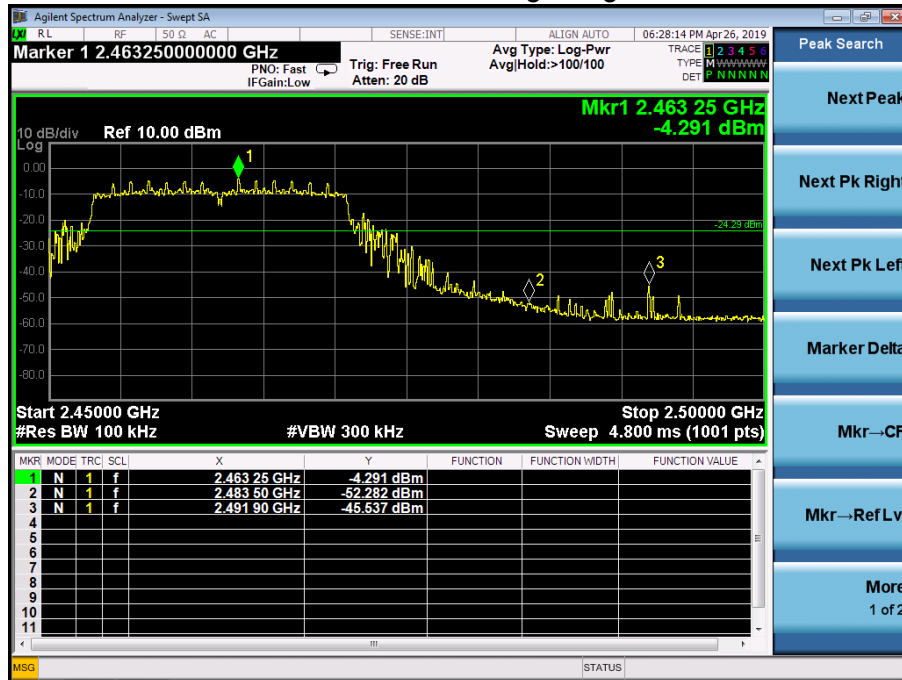 Agilent Spectrum Analyzer - Swept SA
LXI RL RF 50 Ω AC SENSE:INT ALIGN AUTO 06:28:14 PM Apr 26, 2019
Marker 1 2.463250000000 GHz
PNO: Fast
IFGain:Low
Trig: Free Run
Atten: 20 dB
Avg Type: Log-Pwr
Avg|Hold:>100/100
TRACE 1 2 3 4 5 6
TYPE M WWWWW
DET P N N N N N
Peak Search
Next Peak
Next Pk Right
Next Pk Left
Marker Delta
Mkr→CF
Mkr→Ref Lv
More
1 of 2
Mkr1 2.463 25 GHz
-4.291 dBm
10 dB/div Ref 10.00 dBm
Log
0.00
-10.0
-20.0
-30.0
-40.0
-50.0
-60.0
-70.0
-80.0
1
-24.29 dBm
2
3
Start 2.45000 GHz Stop 2.50000 GHz
#Res BW 100 kHz #VBW 300 kHz Sweep 4.800 ms (1001 pts)
MKR MODE TRC SCL X Y FUNCTION FUNCTION WIDTH FUNCTION VALUE
1 N 1 f 2.463 25 GHz -4.291 dBm
2 N 1 f 2.483 50 GHz -52.282 dBm
3 N 1 f 2.491 90 GHz -45.537 dBm
4
5
6
7
8
9
10
11
MSG STATUS